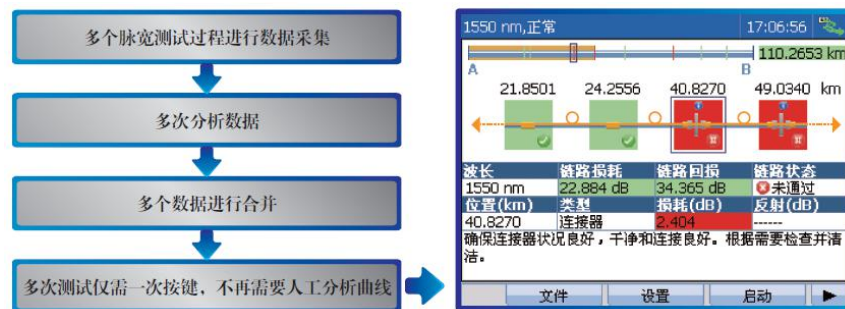 多个脉宽测试过程进行数据采集
多次分析数据
多个数据进行合并
多次测试仅需一次按键，不再需要人工分析曲线
1550 nm,正常 17:06:56
110.2653 km
A B
21.8501 24.2556 40.8270 49.0340 km
波长 链路损耗 链路回损 链路状态
1550 nm 22.884 dB 34.365 dB 未通过
位置(km) 类型 损耗(dB) 反射(dB)
40.8270 连接器 2.404 ------
确保连接器状况良好，干净和连接良好。根据需要检查并清
洁。
文件 设置 启动